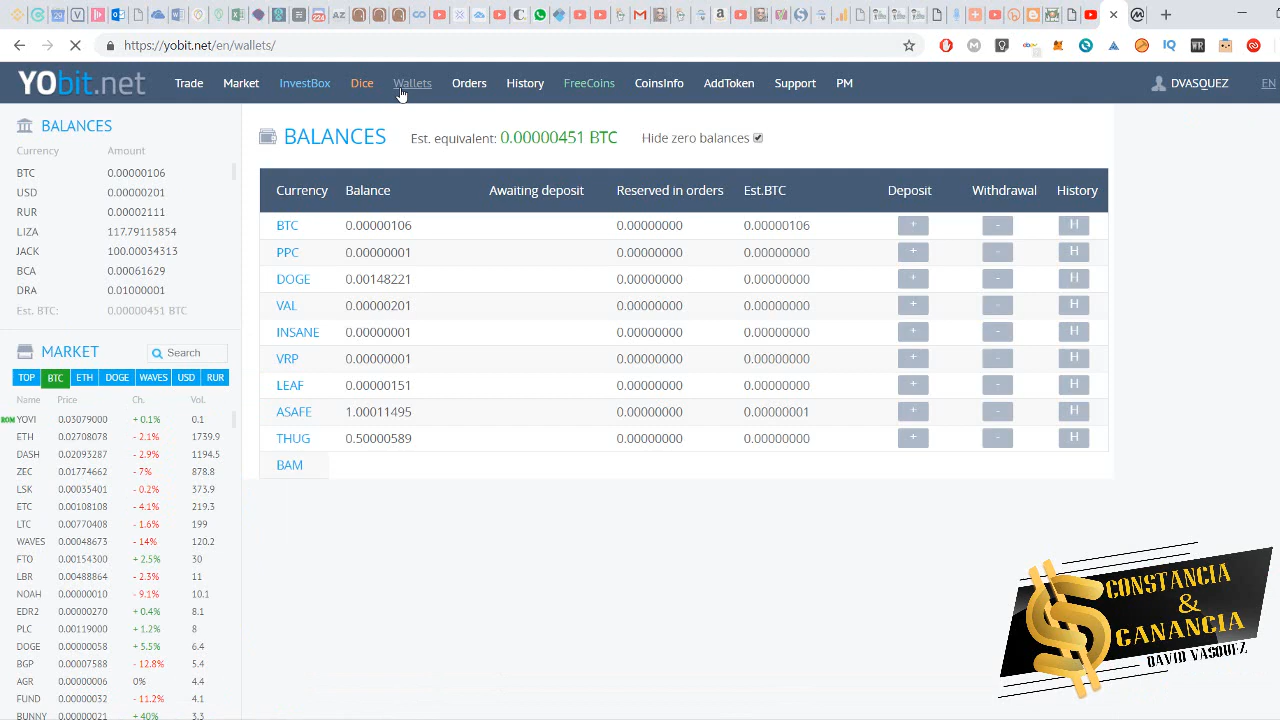 https://yobit.net/en/wallets/
YObit.net Trade Market InvestBox Dice Wallets Orders History FreeCoins CoinsInfo AddToken Support PM DVASQUEZ EN
BALANCES
Currency Amount
BTC 0.00000106
USD 0.00000201
RUR 0.00002111
LIZA 117.79115854
JACK 100.00034313
BCA 0.00061629
DRA 0.01000001
Est. BTC: 0.00000451 BTC
MARKET Search
TOP BTC ETH DOGE WAVES USD RUR
Name Price Ch. Vol.
YOVI 0.03079000 + 0.1% 0.1
ETH 0.02708078 - 2.1% 1739.9
DASH 0.02093287 - 2.9% 1194.5
ZEC 0.01774662 - 7% 878.8
LSK 0.00035401 - 0.2% 373.9
ETC 0.00108108 - 4.1% 219.3
LTC 0.00770408 - 1.6% 199
WAVES 0.00048673 - 14% 120.2
FTO 0.00154300 + 2.5% 30
LBR 0.00488864 - 2.3% 11
NOAH 0.00000010 - 9.1% 10.1
EDR2 0.00000270 + 0.4% 8.1
PLC 0.00119000 + 1.2% 8
DOGE 0.00000058 + 5.5% 6.4
BGP 0.00007588 - 12.8% 5.4
AGR 0.00000006 0% 4.4
FUND 0.00000032 - 11.2% 4.1
BUNNY 0.00000021 + 40% 3.3
BALANCES Est. equivalent: 0.00000451 BTC Hide zero balances
Currency Balance Awaiting deposit Reserved in orders Est.BTC Deposit Withdrawal History
BTC 0.00000106 0.00000000 0.00000106 + - H
PPC 0.00000001 0.00000000 0.00000000 + - H
DOGE 0.00148221 0.00000000 0.00000000 + - H
VAL 0.00000201 0.00000000 0.00000000 + - H
INSANE 0.00000001 0.00000000 0.00000000 + - H
VRP 0.00000001 0.00000000 0.00000000 + - H
LEAF 0.00000151 0.00000000 0.00000000 + - H
ASAFE 1.00011495 0.00000000 0.00000001 + - H
THUG 0.50000589 0.00000000 0.00000000 + - H
BAM
CONSTANCIA
&
GANANCIA
DAVID VASQUEZ